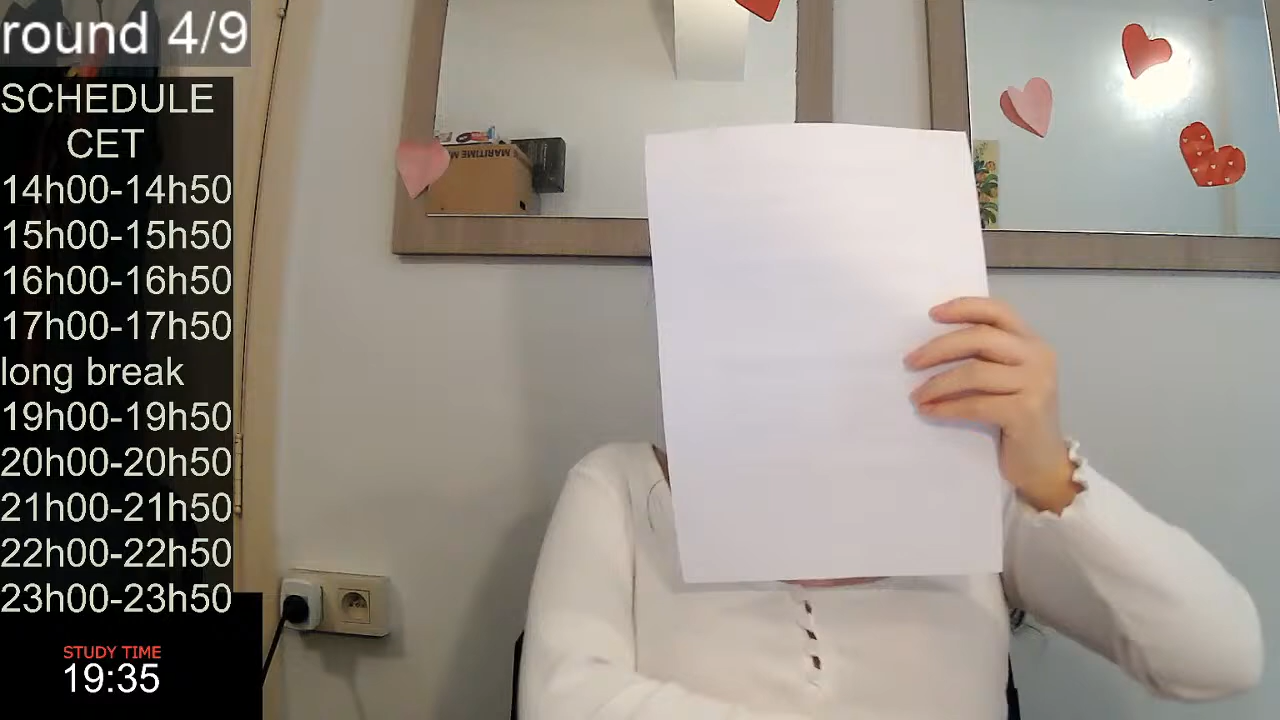 round 4/9
SCHEDULE
CET
14h00-14h50
15h00-15h50
16h00-16h50
17h00-17h50
long break
19h00-19h50
20h00-20h50
21h00-21h50
22h00-22h50
23h00-23h50
STUDY TIME
19:35
MARITIME M